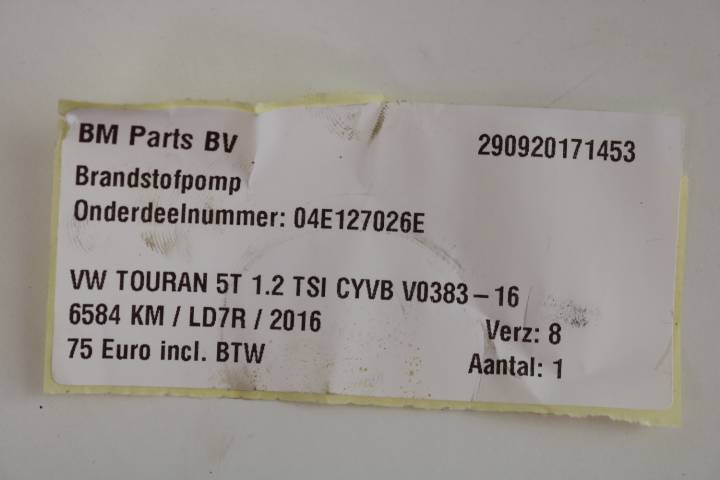 BM Parts BV 290920171453
Brandstofpomp
Onderdeelnummer: 04E127026E
VW TOURAN 5T 1.2 TSI CYVB V0383-16
6584 KM / LD7R / 2016 Verz: 8
75 Euro incl. BTW Aantal: 1